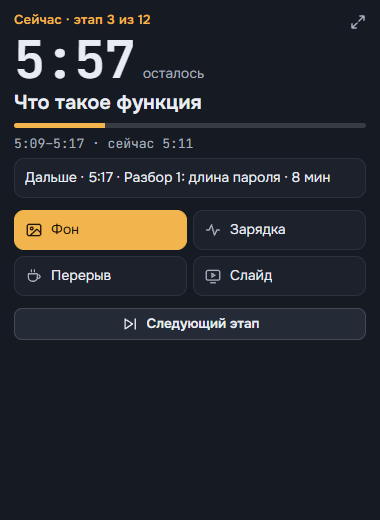 Сейчас · этап 3 из 12
5:57 осталось
Что такое функция
5:09–5:17 · сейчас 5:11
Дальше · 5:17 · Разбор 1: длина пароля · 8 мин
Фон
Зарядка
Перерыв
Слайд
Следующий этап